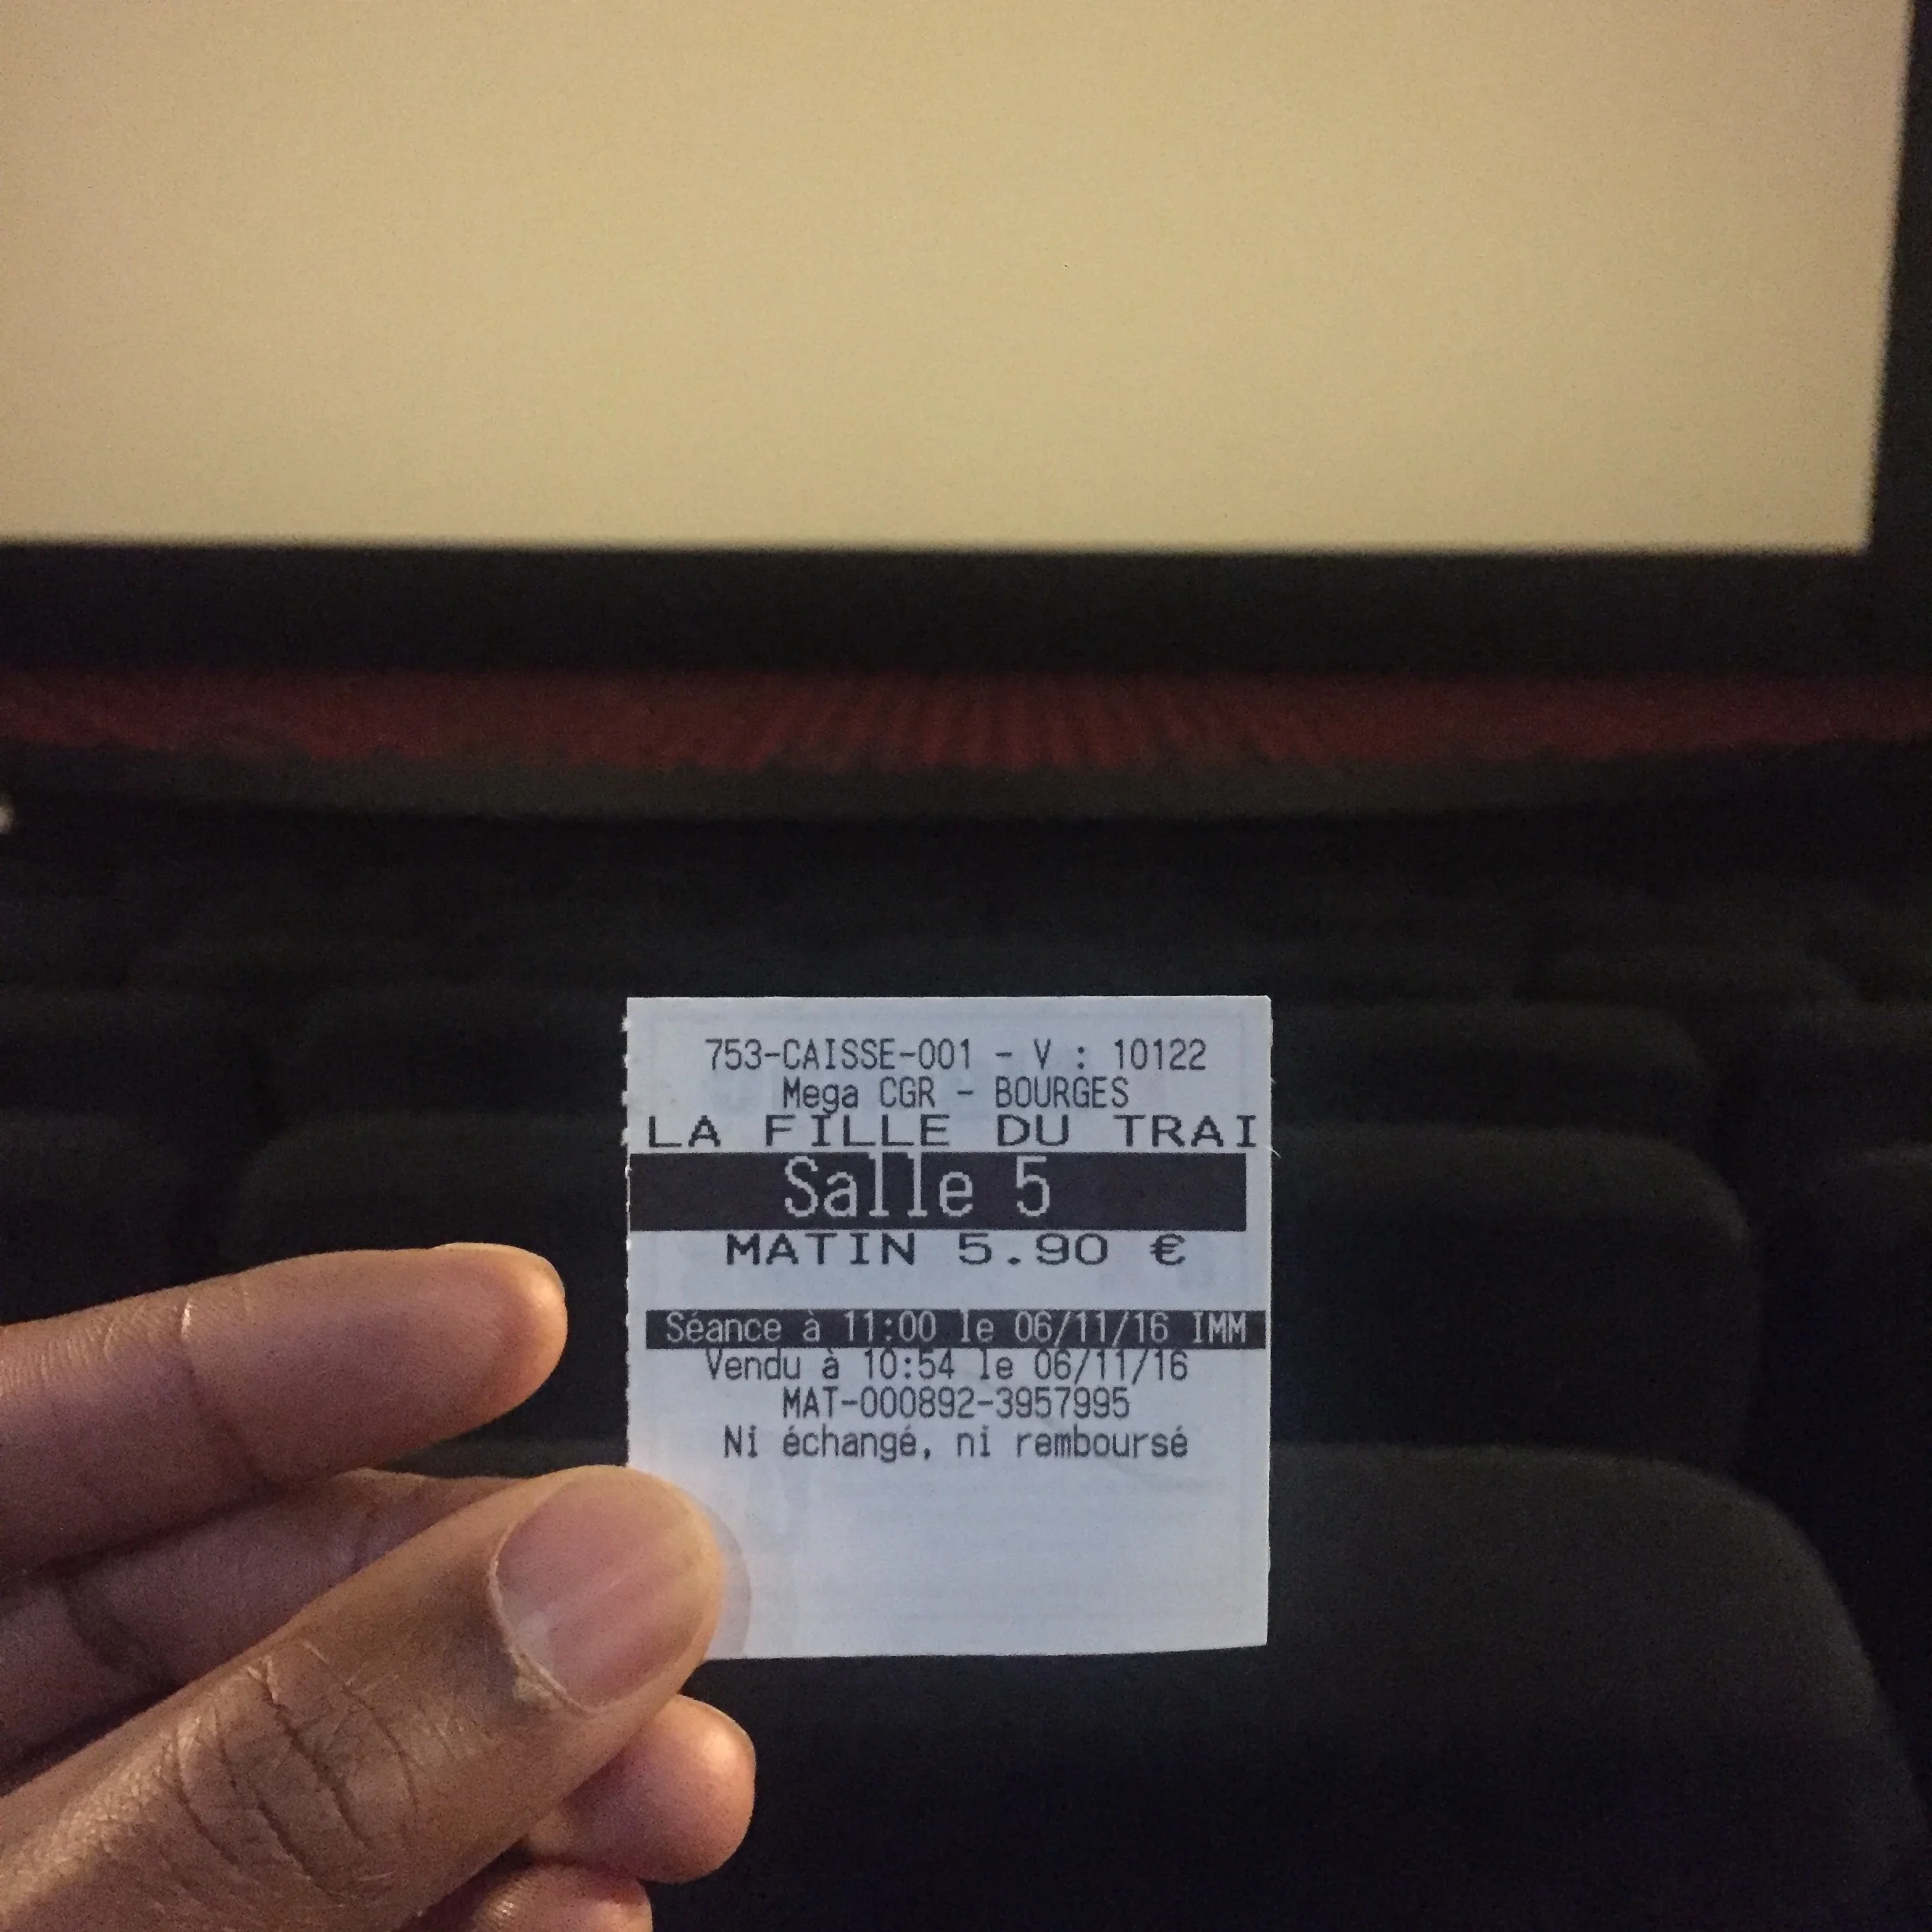 753-CAISSE-001 - V : 10122
Mega CGR - BOURGES
LA FILLE DU TRAI
Salle 5
MATIN 5.90 €
Séance à 11:00 le 06/11/16 IMM
Vendu à 10:54 le 06/11/16
MAT-000892-3957995
Ni échangé, ni remboursé